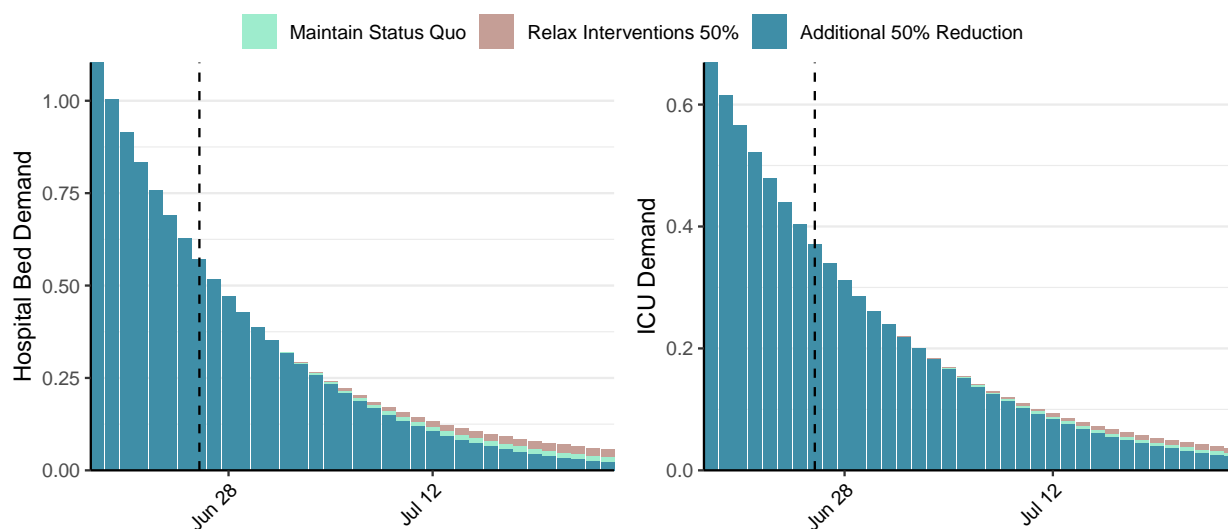 Maintain Status Quo
Relax Interventions 50%
Additional 50% Reduction
Hospital Bed Demand
1.00
0.75
0.50
0.25
0.00
Jun 28
Jul 12
ICU Demand
0.6
0.4
0.2
0.0
Jun 28
Jul 12